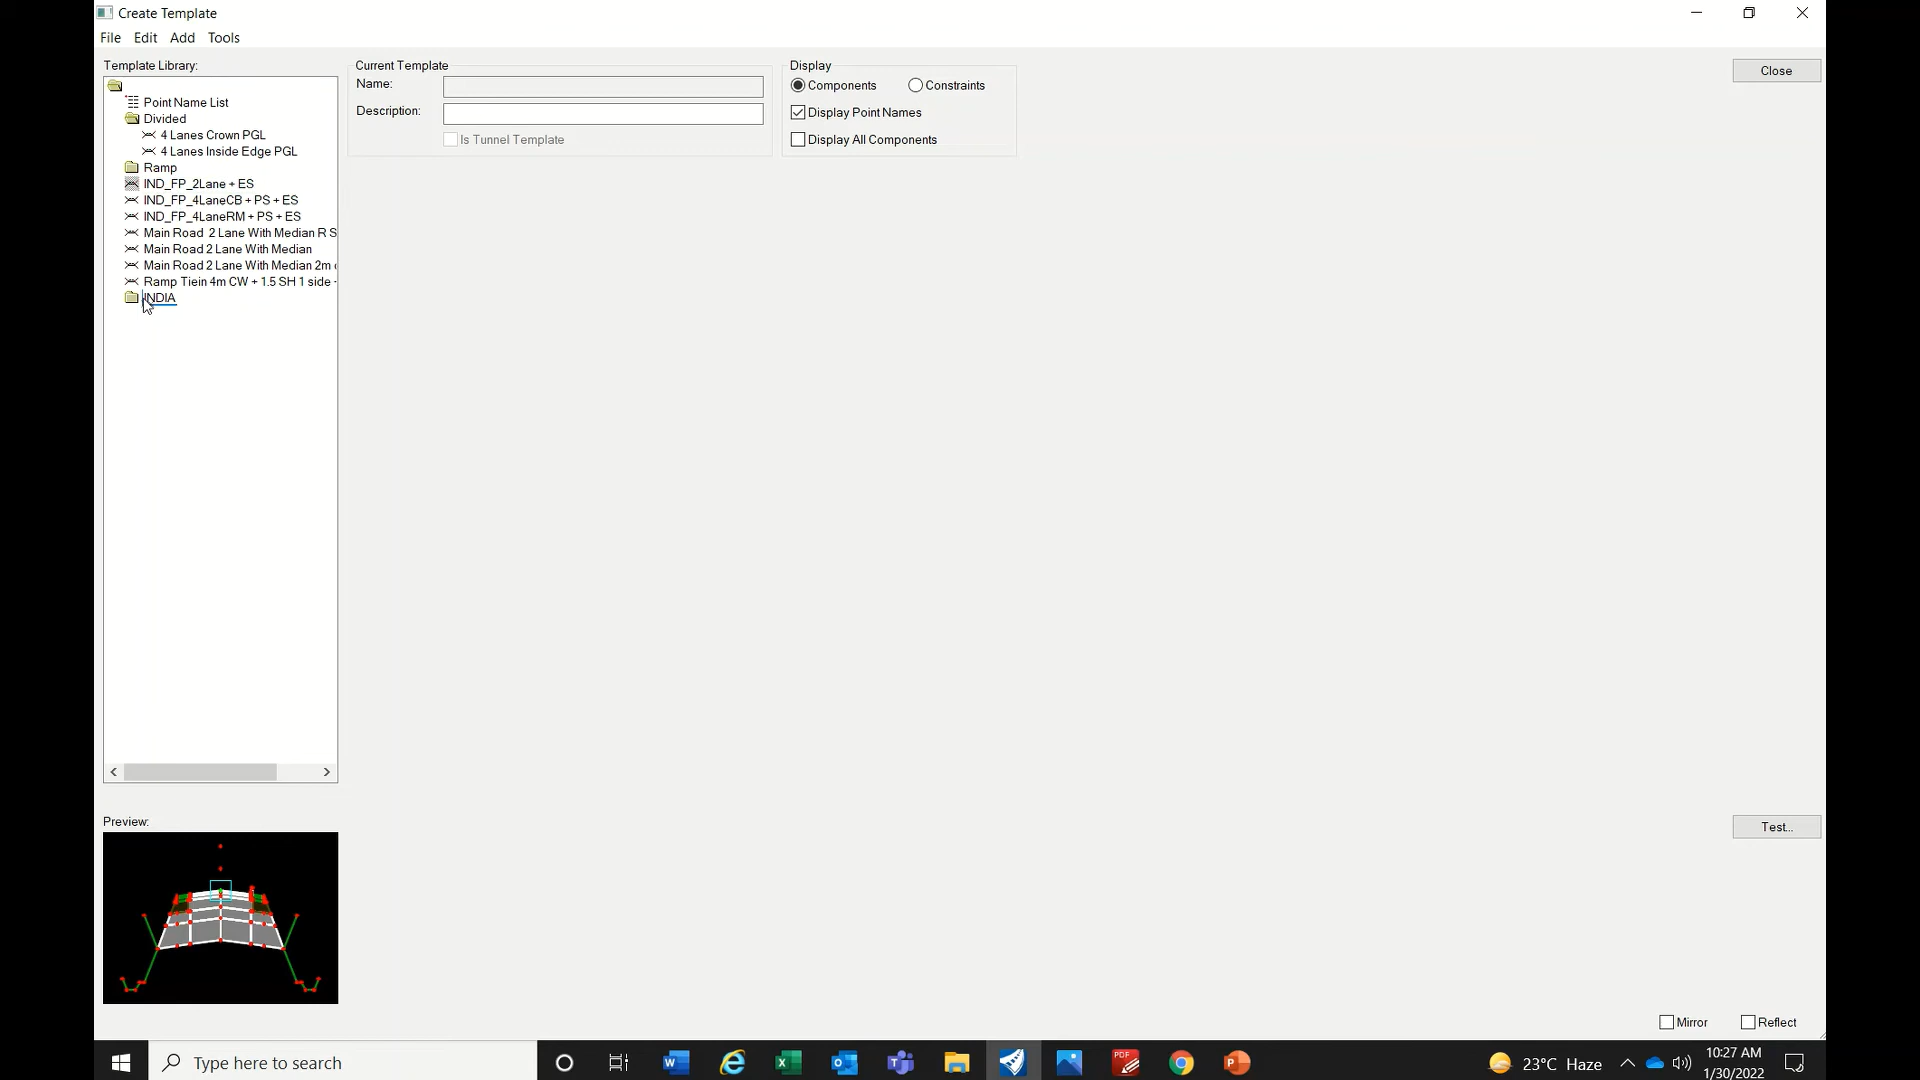 Create Template
File Edit Add Tools
Template Library:
Point Name List
Divided
4 Lanes Crown PGL
4 Lanes Inside Edge PGL
Ramp
IND_FP_2Lane + ES
IND_FP_4LaneCB + PS + ES
IND_FP_4LaneRM + PS + ES
Main Road  2 Lane With Median R S
Main Road 2 Lane With Median
Main Road 2 Lane With Median 2m
Ramp Tiein 4m CW + 1.5 SH 1 side
INDIA
Current Template
Name:
Description:
Is Tunnel Template
Display
Components Constraints
Display Point Names
Display All Components
Close
Preview:
Test...
Mirror Reflect
Type here to search
23°C Haze
10:27 AM
1/30/2022